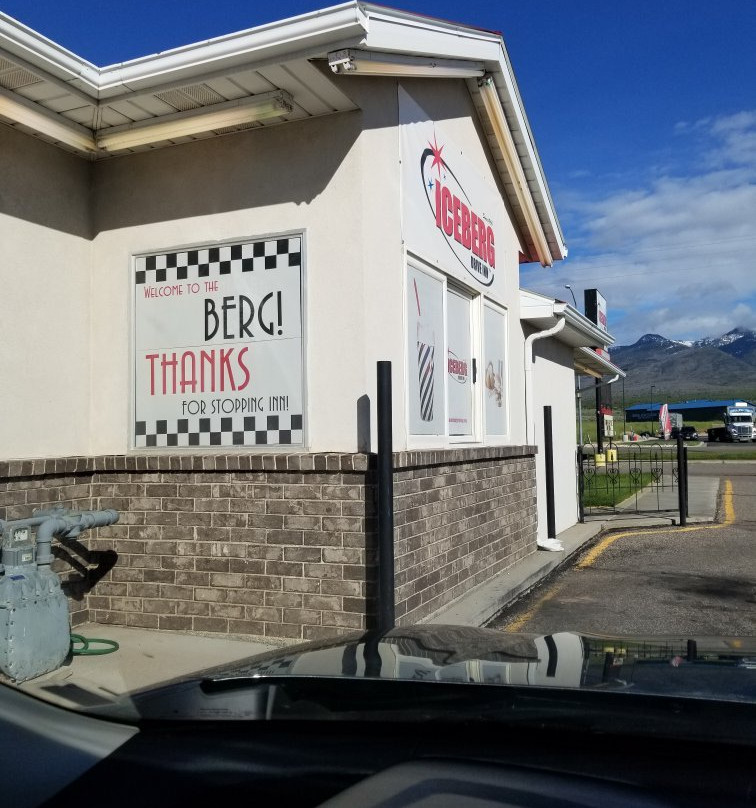 WELCOME TO THE
BERG!
THANKS
FOR STOPPING INN!
ICEBERG
DRIVE INN
ICEBERG